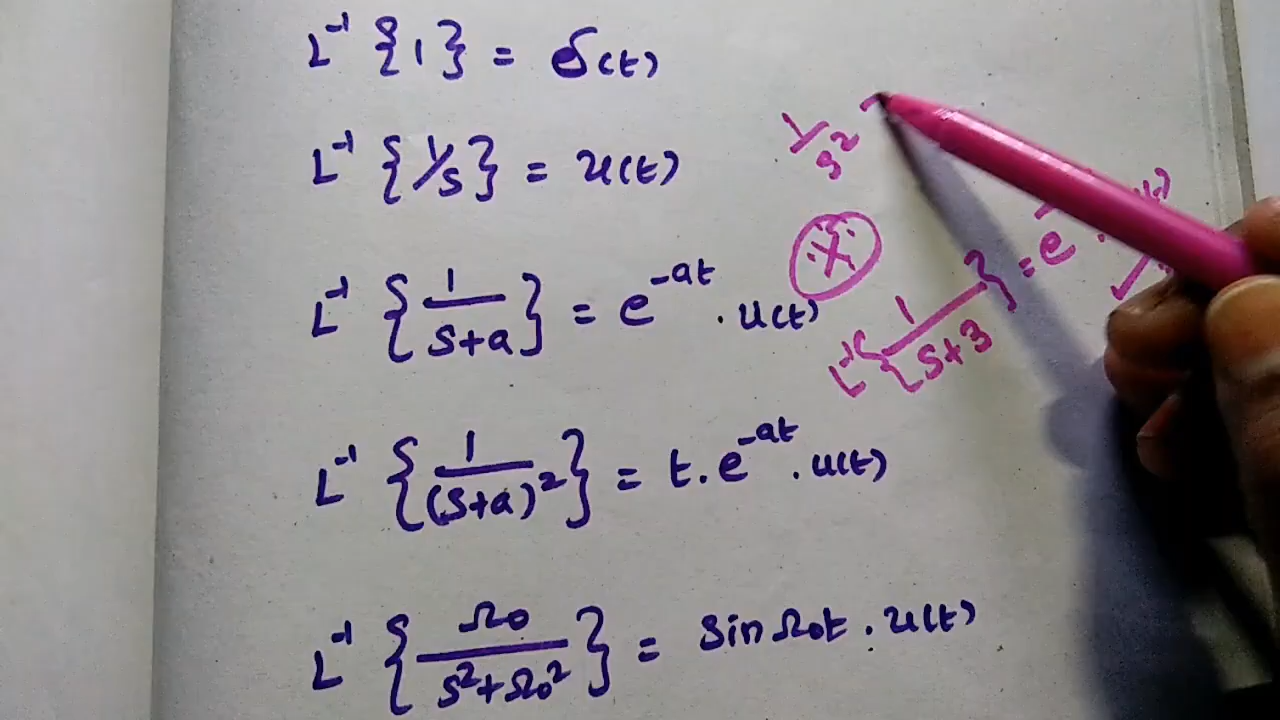 L⁻¹ {1} = δ(t)
L⁻¹ {1/s} = u(t)
1/s²
L⁻¹ {1/(s+a)} = e^-at . u(t)
L⁻¹ {1/(s+3)} = e
L⁻¹ {1/(s+a)²} = t. e^-at . u(t)
L⁻¹ {Ω₀/(s²+Ω₀²)} = sin Ω₀t . u(t)